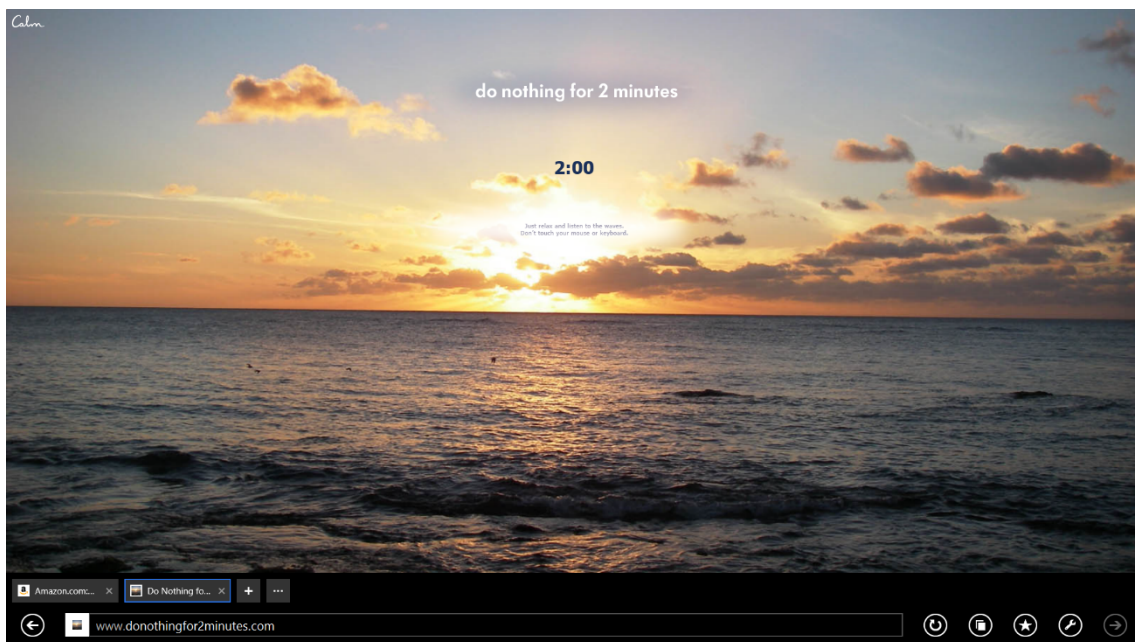 Calm
do nothing for 2 minutes
2:00
Just relax and listen to the waves.
Don't touch your mouse or keyboard.
a Amazon.com:... × Do Nothing fo... × + ...
www.donothingfor2minutes.com